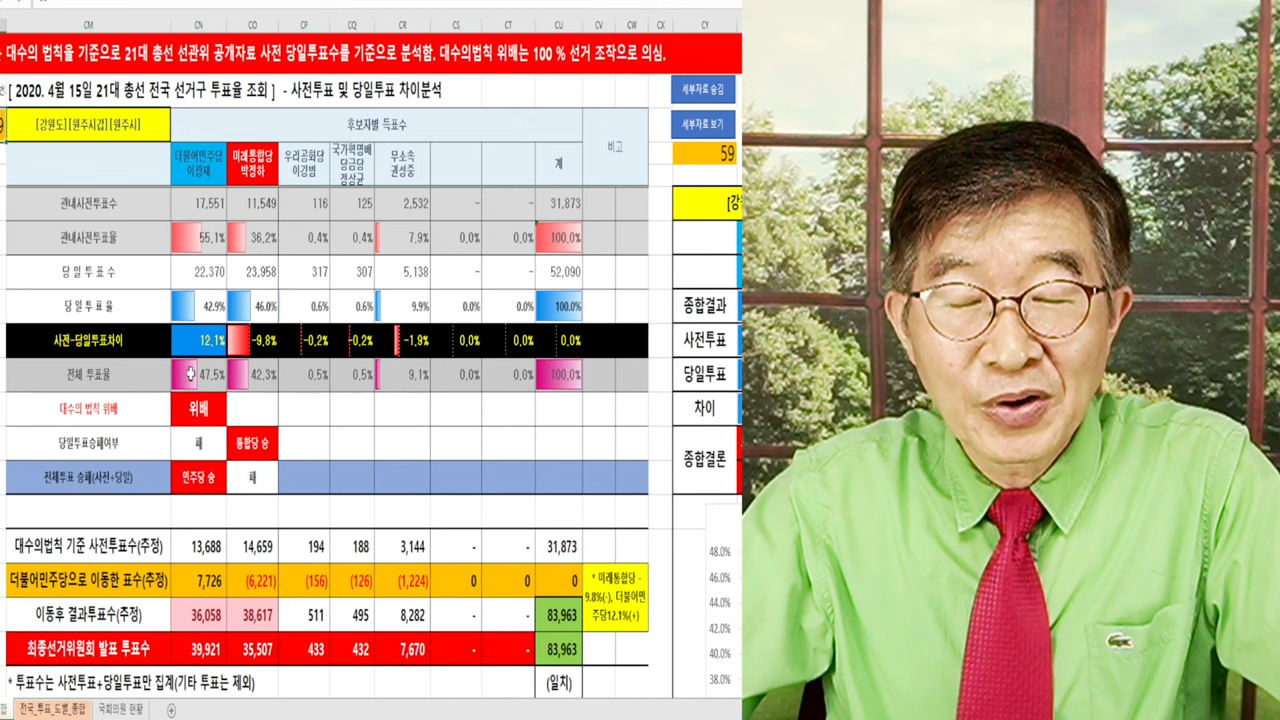 CM CN CO CP CQ CR CS CT CU CV CW CX CY
대수의 법칙을 기준으로 21대 총선 선관위 공개자료 사전 당일투표수를 기준으로 분석함. 대수의법칙 위배는 100 % 선거 조작으로 의심.
[ 2020. 4월 15일 21대 총선 전국 선거구 투표율 조회 ] - 사전투표 및 당일투표 차이분석
세부자료 숨김
9 [강원도][원주시갑][원주시] 후보자별 득표수 비고 세부자료 보기
더불어민주당 이광재 미래통합당 박정하 우리공화당 이강범 국가혁명배당금당 정상균 무소속 권성중 계 59
관내사전투표수 17,551 11,549 116 125 2,532 - - 31,873 [강
관내사전투표율 55.1% 36.2% 0.4% 0.4% 7.9% 0.0% 0.0% 100.0%
당 일 투 표 수 22,370 23,958 317 307 5,138 - - 52,090
당 일 투 표 율 42.9% 46.0% 0.6% 0.6% 9.9% 0.0% 0.0% 100.0% 종합결과
사전-당일투표차이 12.1% -9.8% -0.2% -0.2% -1.9% 0.0% 0.0% 0.0% 사전투표
전체 투표율 47.5% 42.3% 0.5% 0.5% 9.1% 0.0% 0.0% 100.0% 당일투표
대수의 법칙 위배 위배 차이
당일투표승패여부 패 통합당 승 종합결론
전체투표 승패(사전+당일) 민주당 승 패
대수의법칙 기준 사전투표수(추정) 13,688 14,659 194 188 3,144 - - 31,873 48.0%
더불어민주당으로 이동한 표수(추정) 7,726 (6,221) (156) (126) (1,224) 0 0 0 * 미래통합당 -9.8%(-), 더불어민주당12.1%(+) 46.0%
44.0%
이동후 결과투표수(추정) 36,058 38,617 511 495 8,282 - - 83,963 42.0%
최종선거위원회 발표 투표수 39,921 35,507 433 432 7,670 - - 83,963 40.0%
* 투표수는 사전투표+당일투표만 집계(기타 투표는 제외) (일치) 38.0%
합 전국_투표_도별_종합 국회의원 현황